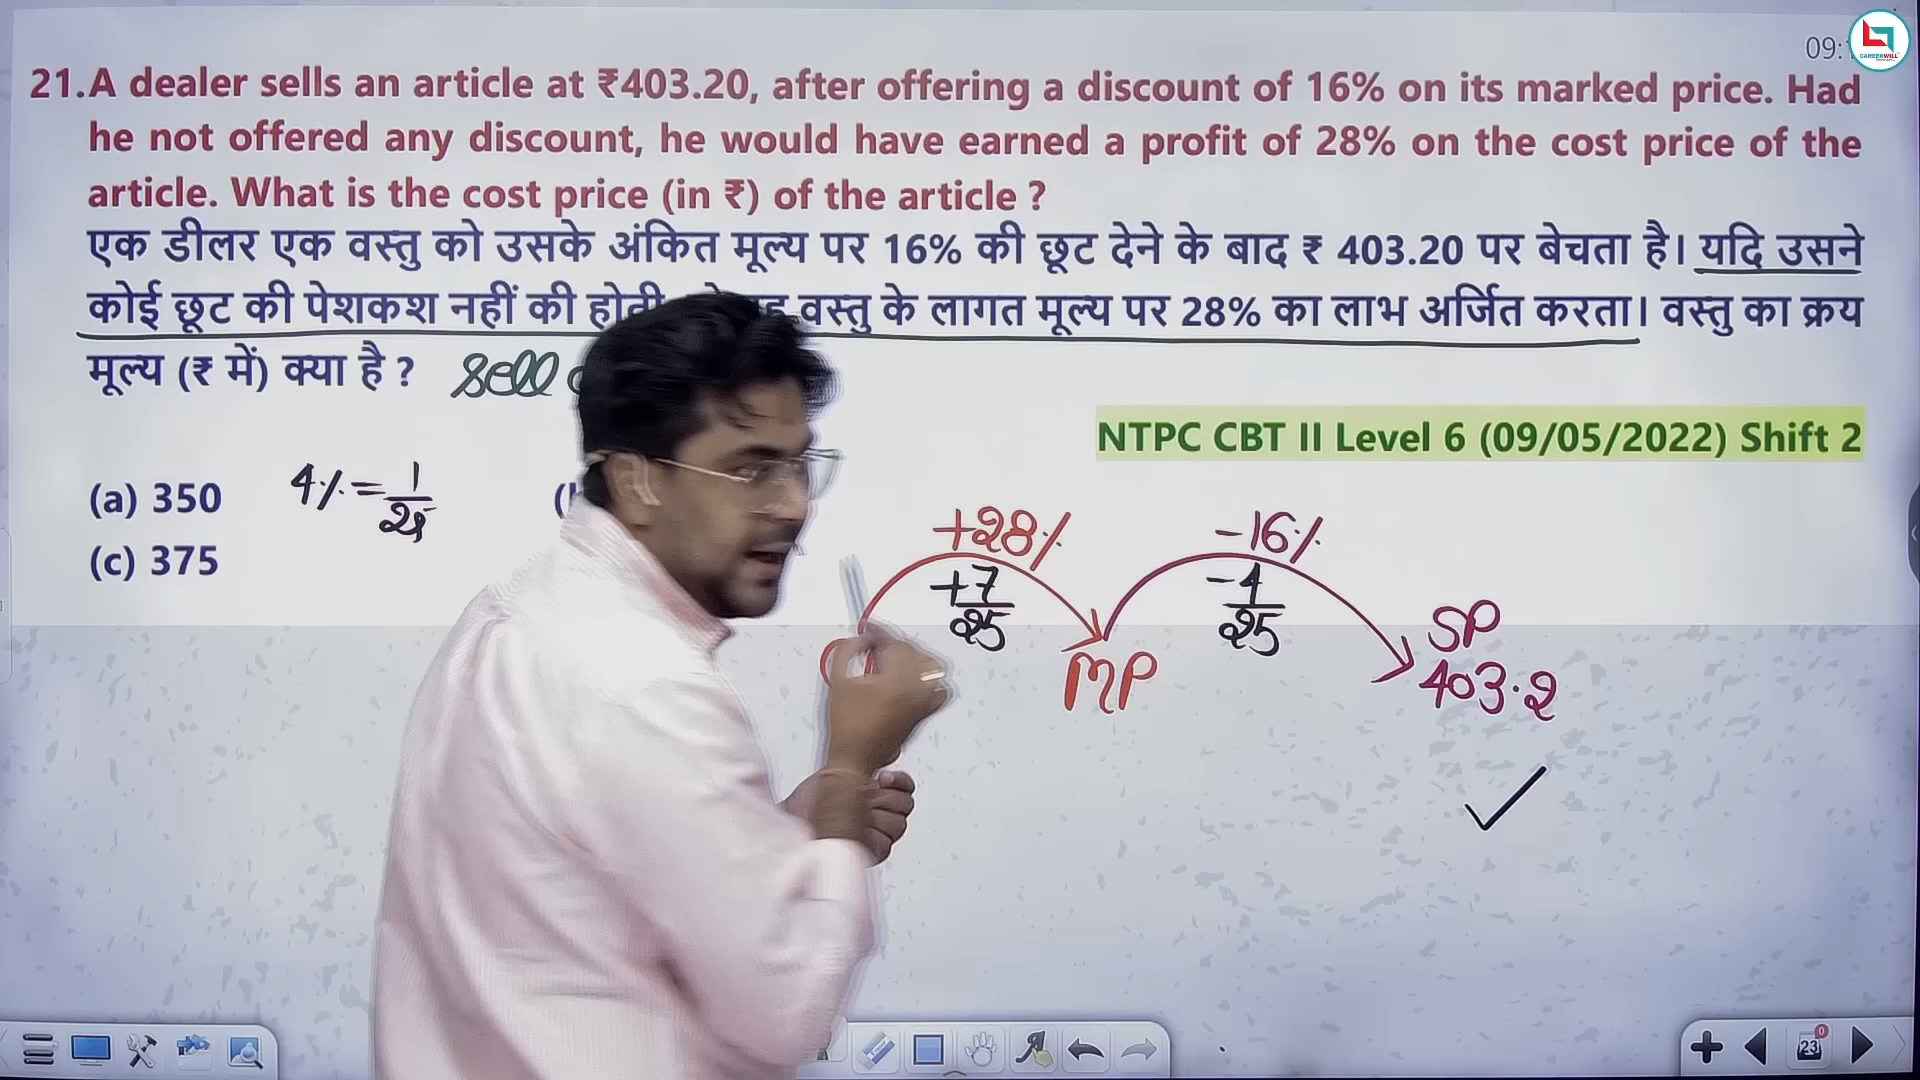 09:
CAREERWILL
21. A dealer sells an article at ₹403.20, after offering a discount of 16% on its marked price. Had
he not offered any discount, he would have earned a profit of 28% on the cost price of the
article. What is the cost price (in ₹) of the article ?
एक डीलर एक वस्तु को उसके अंकित मूल्य पर 16% की छूट देने के बाद ₹ 403.20 पर बेचता है। यदि उसने
कोई छूट की पेशकश नहीं की होती वस्तु के लागत मूल्य पर 28% का लाभ अर्जित करता। वस्तु का क्रय
मूल्य (₹ में) क्या है ? sell
NTPC CBT II Level 6 (09/05/2022) Shift 2
(a) 350
4% = 1/25
(c) 375
+28% -16%
+7/25 -4/25
MP
SP
403.2
23
0